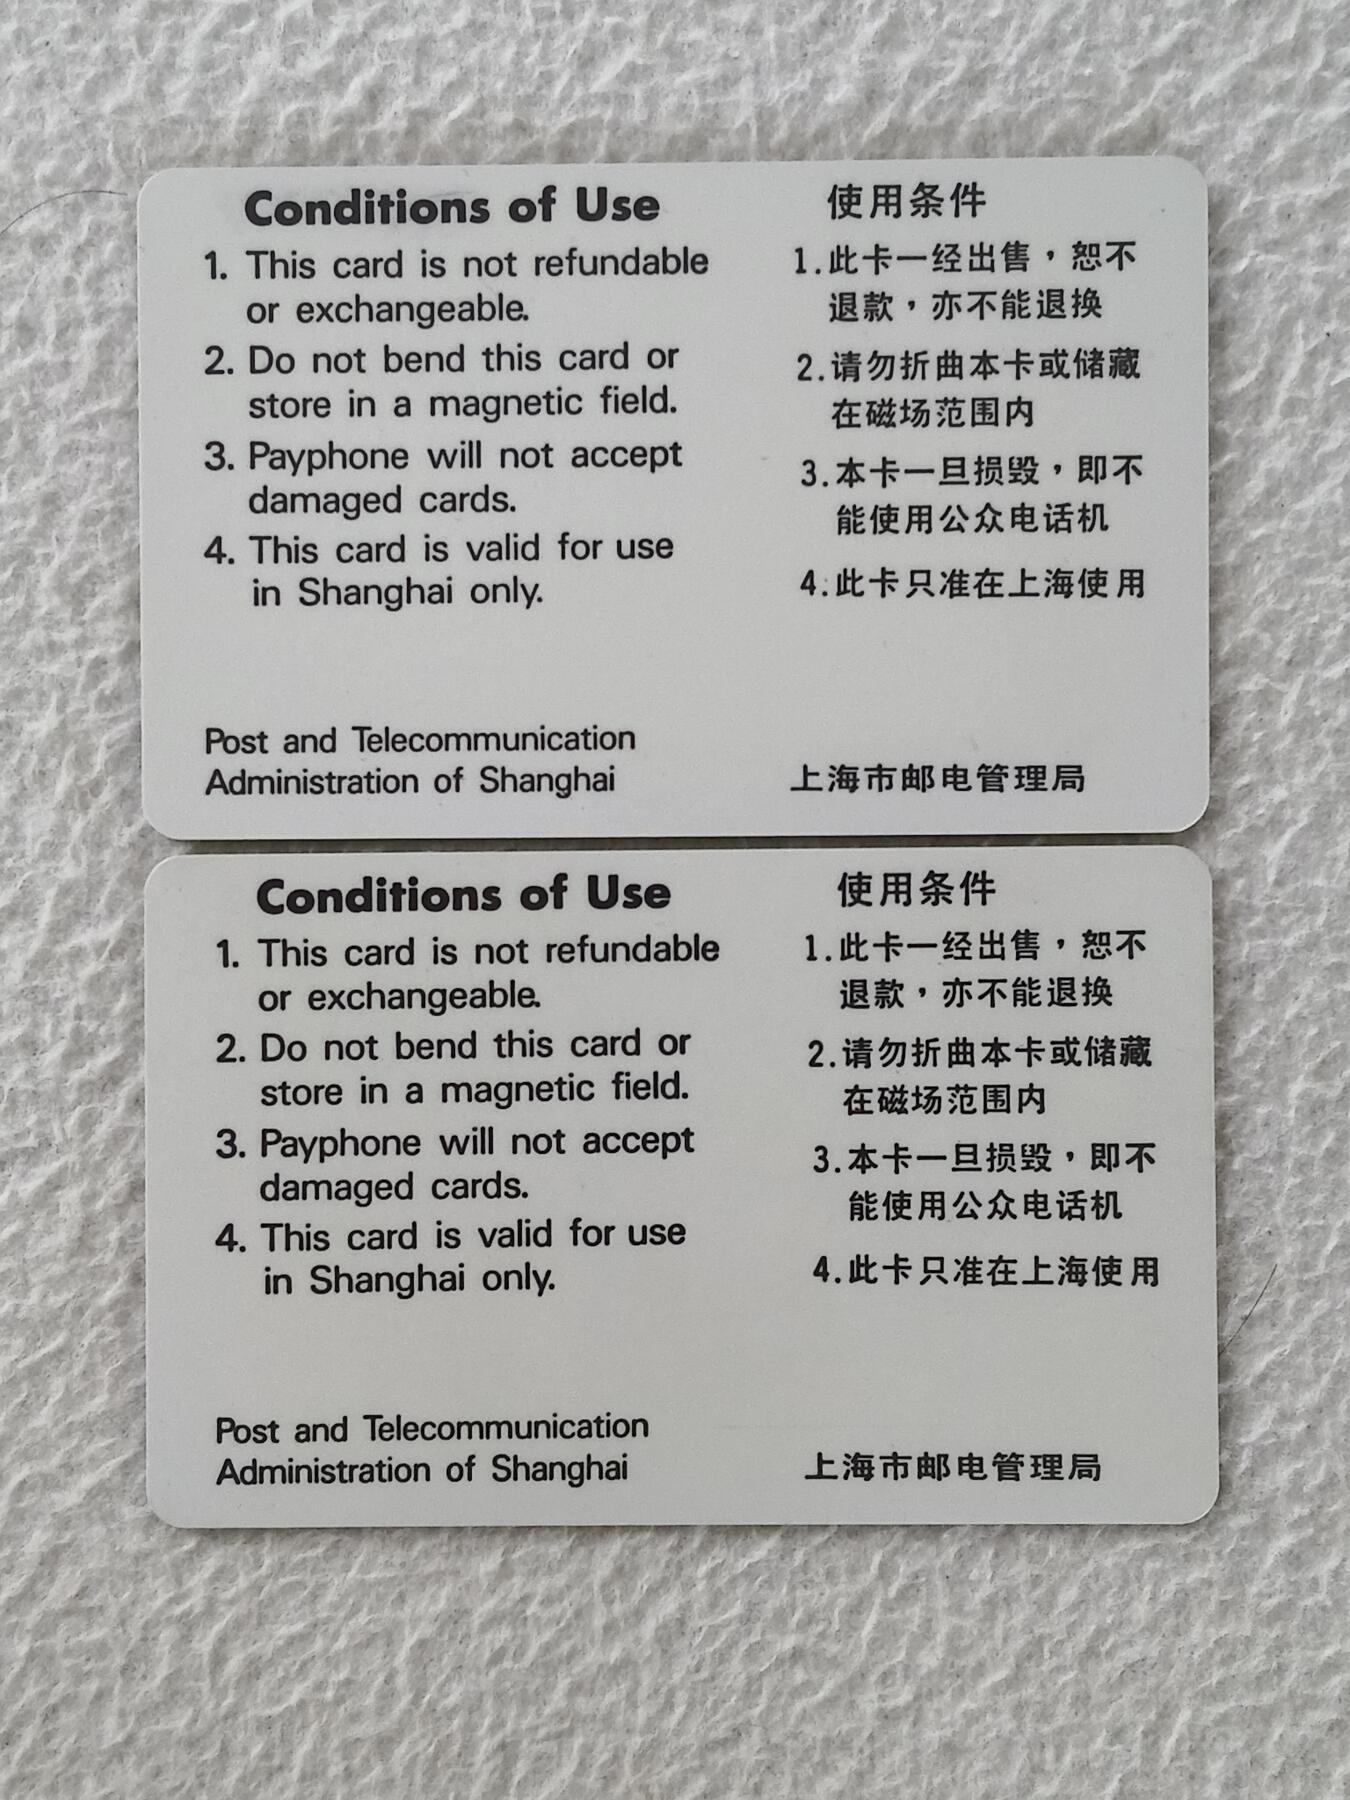 Conditions of Use
1. This card is not refundable
or exchangeable.
2. Do not bend this card or
store in a magnetic field.
3. Payphone will not accept
damaged cards.
4. This card is valid for use
in Shanghai only.
Post and Telecommunication
Administration of Shanghai
使用条件
1.此卡一经出售，恕不
退款，亦不能退换
2.请勿折曲本卡或储藏
在磁场范围内
3.本卡一旦损毁，即不
能使用公众电话机
4.此卡只准在上海使用
上海市邮电管理局
Conditions of Use
1. This card is not refundable
or exchangeable.
2. Do not bend this card or
store in a magnetic field.
3. Payphone will not accept
damaged cards.
4. This card is valid for use
in Shanghai only.
Post and Telecommunication
Administration of Shanghai
使用条件
1.此卡一经出售，恕不
退款，亦不能退换
2.请勿折曲本卡或储藏
在磁场范围内
3.本卡一旦损毁，即不
能使用公众电话机
4.此卡只准在上海使用
上海市邮电管理局